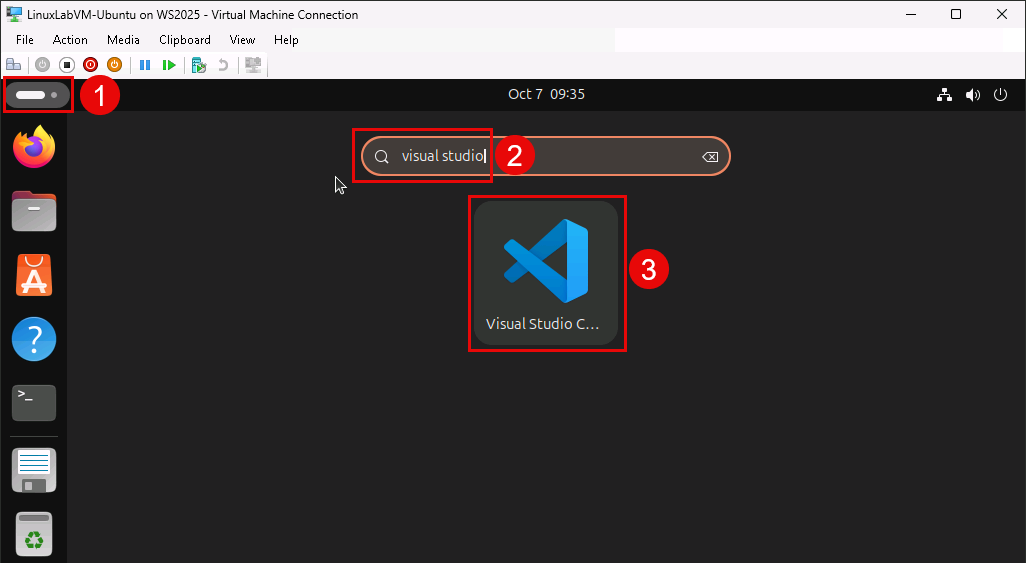 LinuxLabVM-Ubuntu on WS2025 - Virtual Machine Connection
File Action Media Clipboard View Help
1
Oct 7 09:35
visual studio
2
3
Visual Studio C...
?
>_